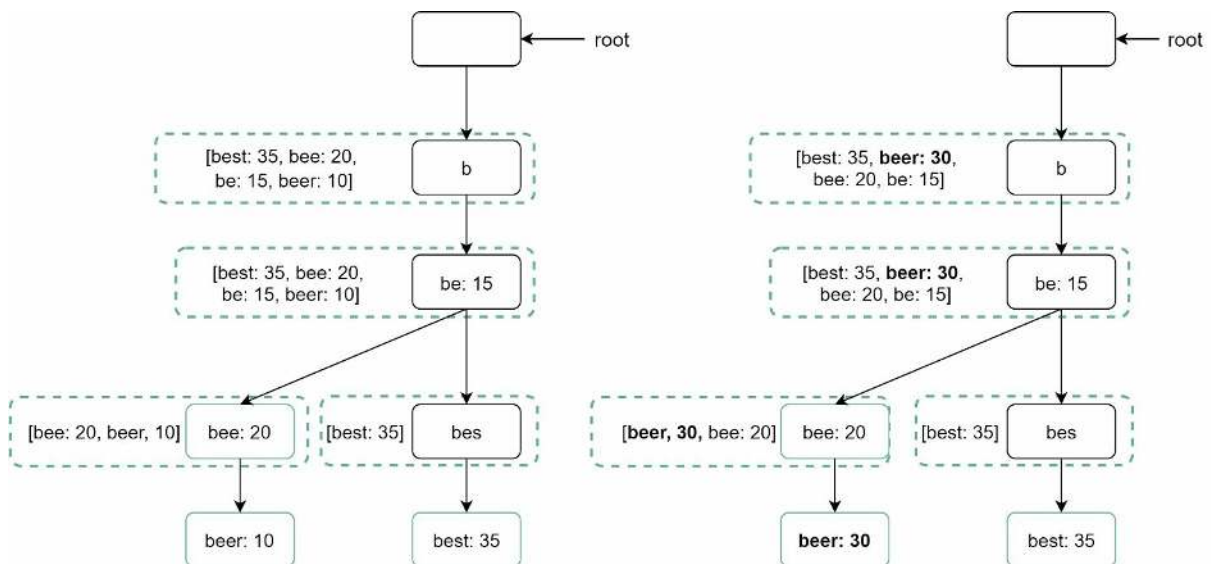 root
[best: 35, bee: 20,
be: 15, beer: 10]
b
[best: 35, bee: 20,
be: 15, beer: 10]
be: 15
[bee: 20, beer, 10]
bee: 20
[best: 35]
bes
beer: 10
best: 35
root
[best: 35, beer: 30,
bee: 20, be: 15]
b
[best: 35, beer: 30,
bee: 20, be: 15]
be: 15
[beer, 30, bee: 20]
bee: 20
[best: 35]
bes
beer: 30
best: 35